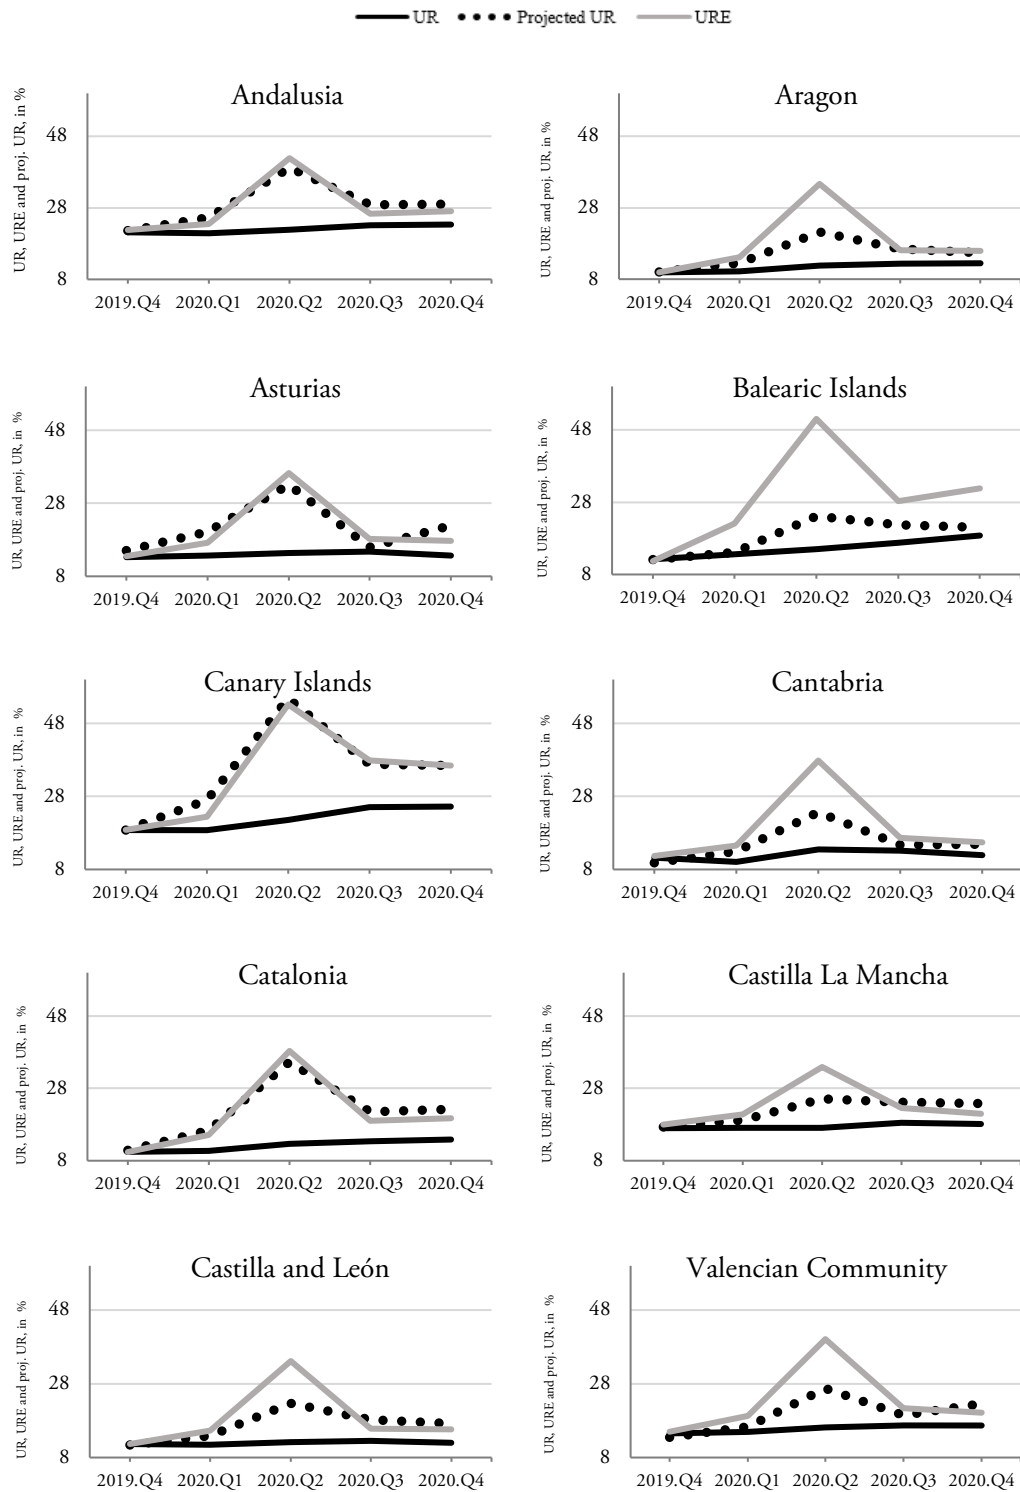 UR Projected UR URE
Andalusia
UR, URE and proj. UR, in %
48
28
8
2019.Q4 2020.Q1 2020.Q2 2020.Q3 2020.Q4
Aragon
UR, URE and proj. UR, in %
48
28
8
2019.Q4 2020.Q1 2020.Q2 2020.Q3 2020.Q4
Asturias
UR, URE and proj. UR, in %
48
28
8
2019.Q4 2020.Q1 2020.Q2 2020.Q3 2020.Q4
Balearic Islands
UR, URE and proj. UR, in %
48
28
8
2019.Q4 2020.Q1 2020.Q2 2020.Q3 2020.Q4
Canary Islands
UR, URE and proj. UR, in %
48
28
8
2019.Q4 2020.Q1 2020.Q2 2020.Q3 2020.Q4
Cantabria
UR, URE and proj. UR, in %
48
28
8
2019.Q4 2020.Q1 2020.Q2 2020.Q3 2020.Q4
Catalonia
UR, URE and proj. UR, in %
48
28
8
2019.Q4 2020.Q1 2020.Q2 2020.Q3 2020.Q4
Castilla La Mancha
UR, URE and proj. UR, in %
48
28
8
2019.Q4 2020.Q1 2020.Q2 2020.Q3 2020.Q4
Castilla and León
UR, URE and proj. UR, in %
48
28
8
2019.Q4 2020.Q1 2020.Q2 2020.Q3 2020.Q4
Valencian Community
UR, URE and proj. UR, in %
48
28
8
2019.Q4 2020.Q1 2020.Q2 2020.Q3 2020.Q4